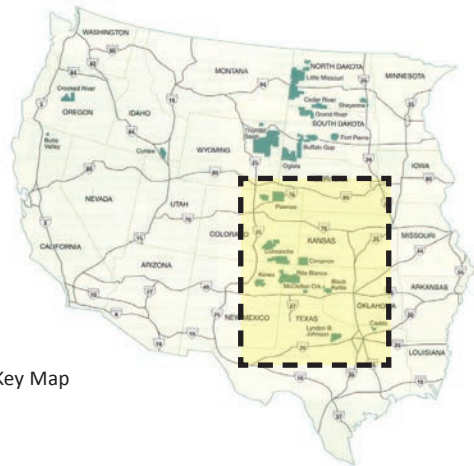 WASHINGTON
MONTANA
NORTH DAKOTA
MINNESOTA
Little Missouri
Crooked River
OREGON
IDAHO
Cedar River
Sheyenne
Grand River
SOUTH DAKOTA
Fort Pierre
Buffalo Gap
Oglala
Butte Valley
Curlew
WYOMING
IOWA
NEVADA
UTAH
Pawnee
COLORADO
KANSAS
MISSOURI
CALIFORNIA
Comanche
Cimarron
ARIZONA
Kiowa
Rita Blanca
McClellan Crk
Black Kettle
ARKANSAS
OKLAHOMA
NEW MEXICO
TEXAS
Caddo
Lyndon B. Johnson
LOUISIANA
Key Map